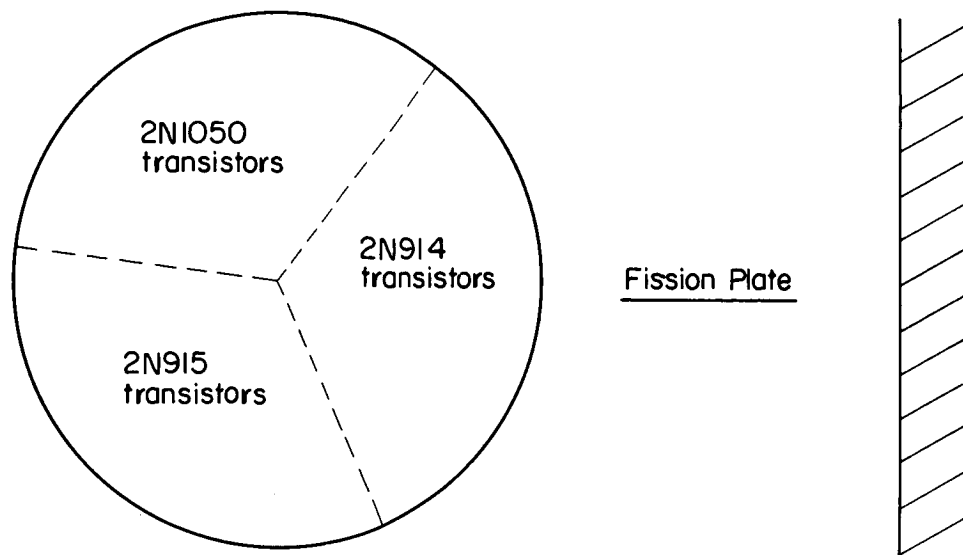 2N1050
transistors
2N914
transistors
2N915
transistors
Fission Plate